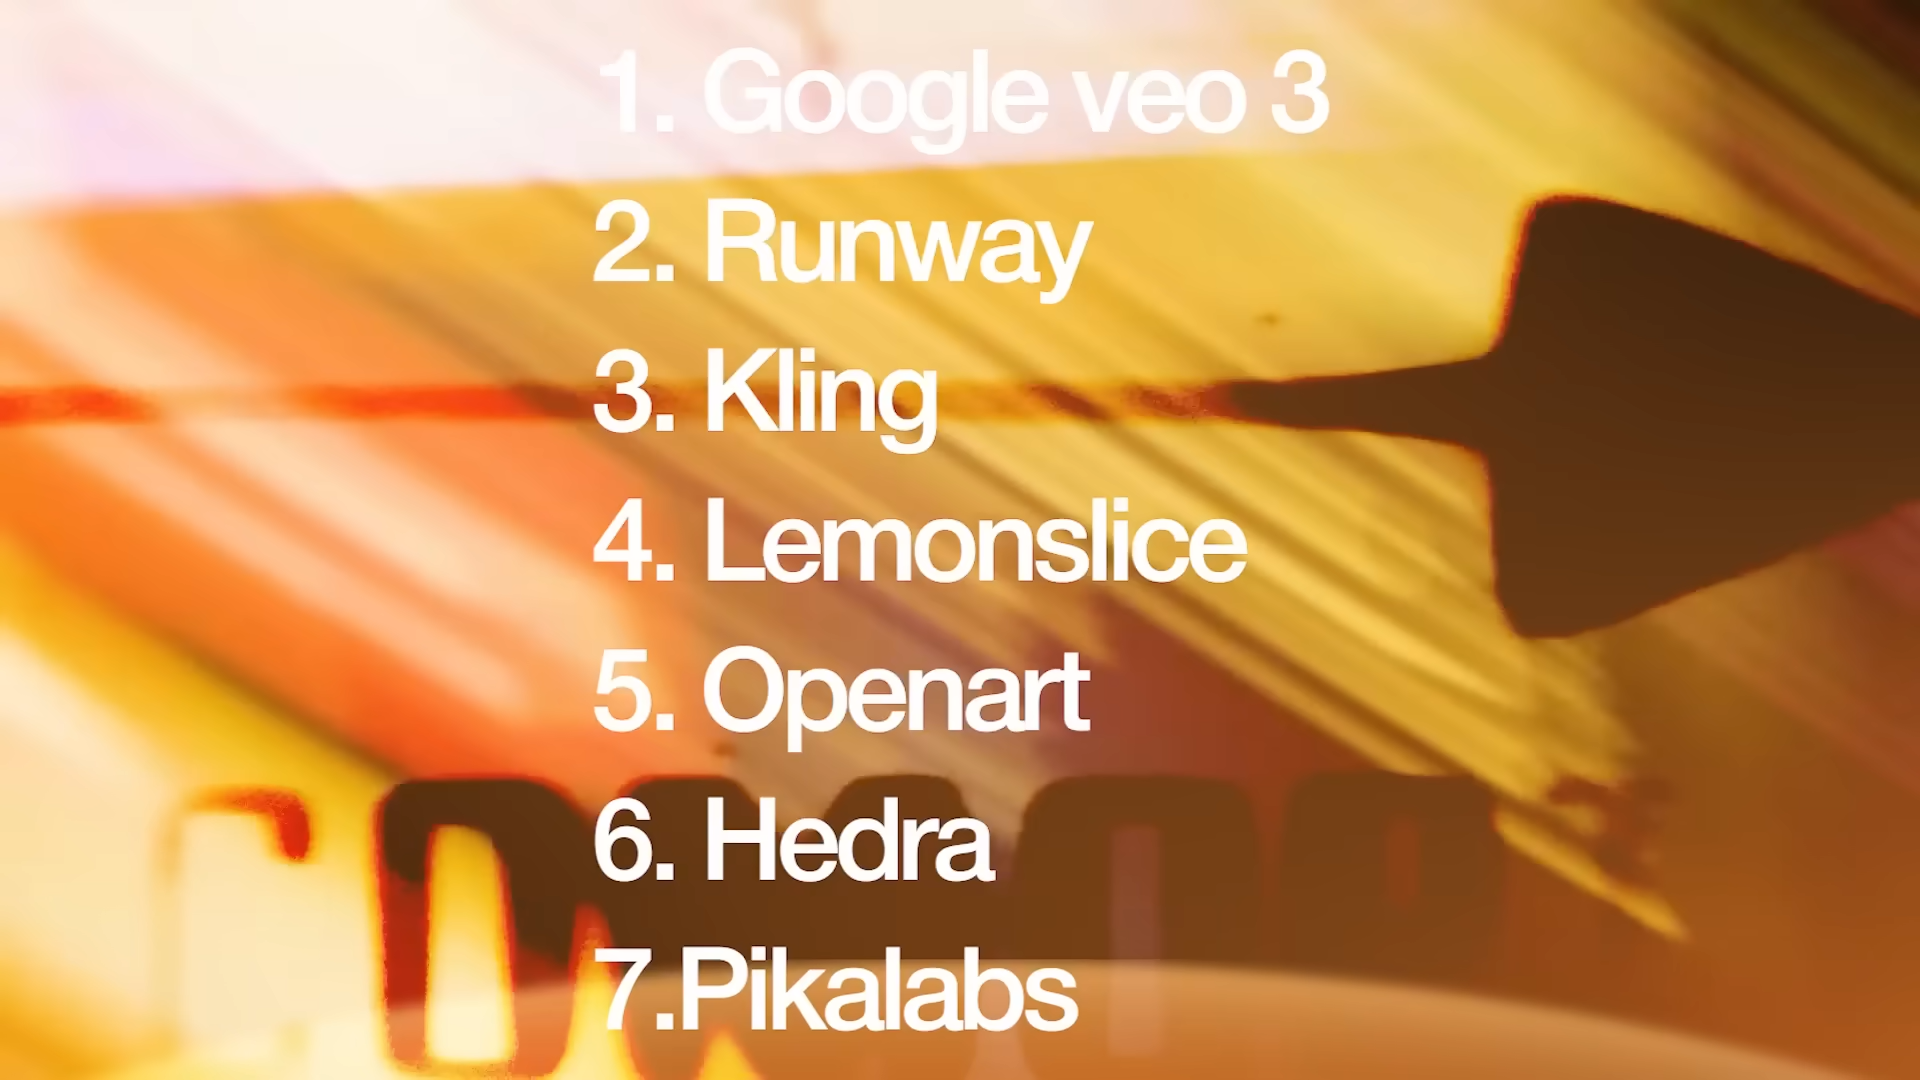 1. Google veo 3
2. Runway
3. Kling
4. Lemonslice
5. Openart
6. Hedra
7.Pikalabs